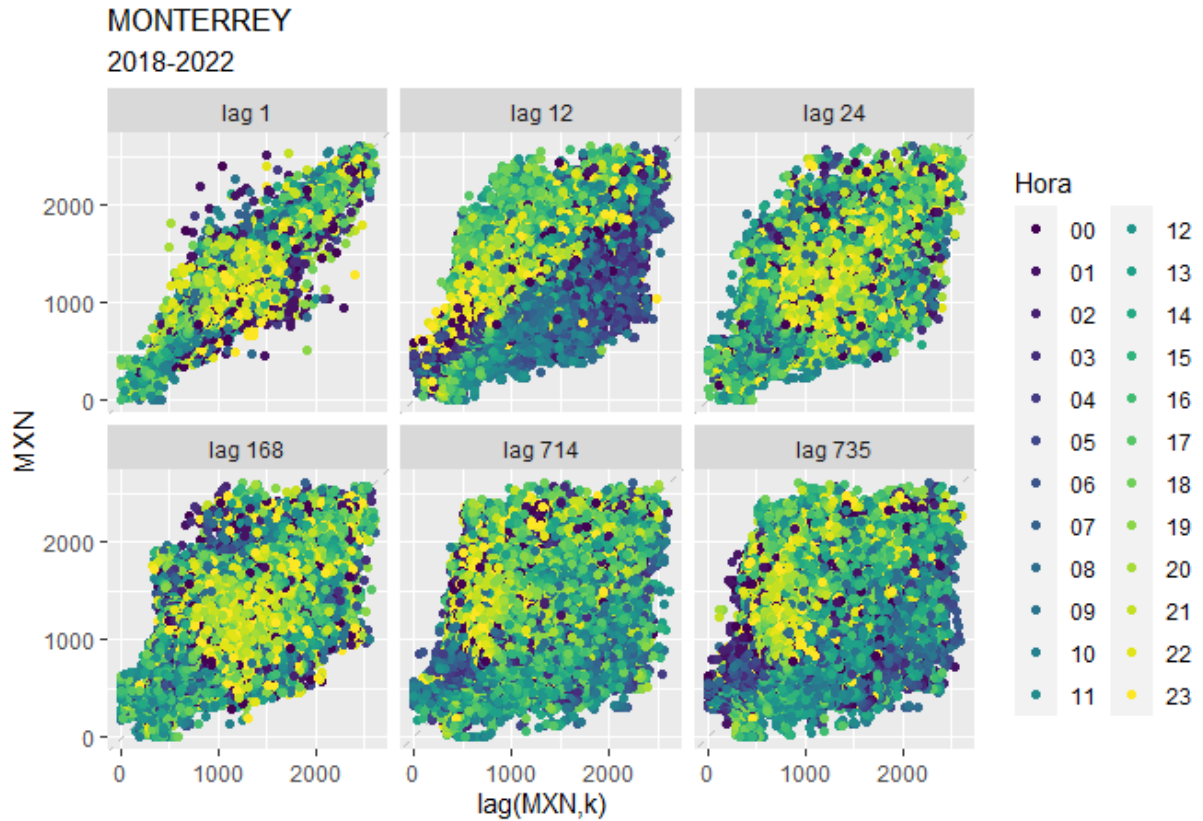 MONTERREY
2018-2022
lag 1
lag 12
lag 24
2000
1000
0
lag 168
lag 714
lag 735
2000
1000
0
0 1000 2000
0 1000 2000
0 1000 2000
MXN
lag(MXN,k)
Hora
00 12
01 13
02 14
03 15
04 16
05 17
06 18
07 19
08 20
09 21
10 22
11 23